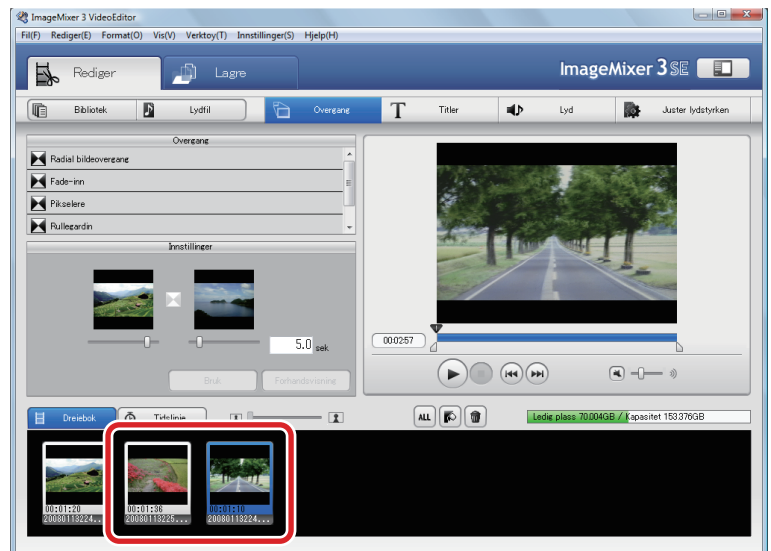 ImageMixer 3 VideoEditor
Fil(F) Rediger(E) Format(O) Vis(V) Verktoy(T) Innstillinger(S) Hjelp(H)
Rediger Lagre ImageMixer 3 SE
Bibliotek Lydfil Overgang T Titler Lyd Juster lydstyrken
Overgang
Radial bildeovergang
Fade-inn
Pikselere
Rullegardin
Innstillinger
5.0 sek.
00:02:57
Bruk Forhandsvisning
Dreiebok Tidslinje ALL Ledig plass 70.004GB / Kapasitet 153.376GB
00:01:20 00:01:36 00:01:10
20080113224... 20080113225... 20080113224...